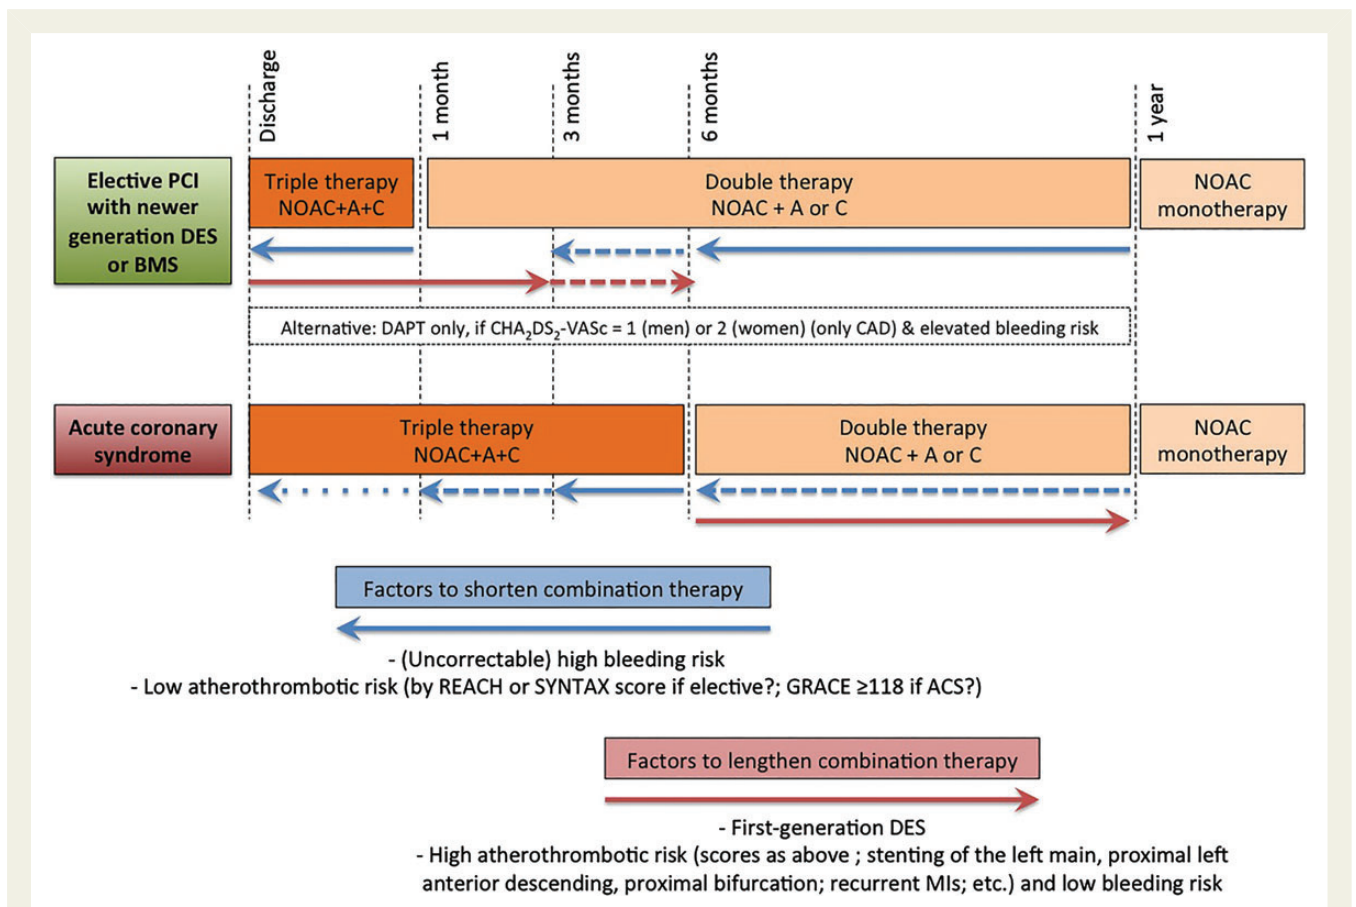 Discharge
1 month
3 months
6 months
1 year
Elective PCI
with newer
generation DES
or BMS
Triple therapy
NOAC+A+C
Double therapy
NOAC + A or C
NOAC
monotherapy
Alternative: DAPT only, if CHA₂DS₂-VASc = 1 (men) or 2 (women) (only CAD) & elevated bleeding risk
Acute coronary
syndrome
Triple therapy
NOAC+A+C
Double therapy
NOAC + A or C
NOAC
monotherapy
Factors to shorten combination therapy
- (Uncorrectable) high bleeding risk
- Low atherothrombotic risk (by REACH or SYNTAX score if elective?; GRACE ≥118 if ACS?)
Factors to lengthen combination therapy
- First-generation DES
- High atherothrombotic risk (scores as above ; stenting of the left main, proximal left
anterior descending, proximal bifurcation; recurrent MIs; etc.) and low bleeding risk